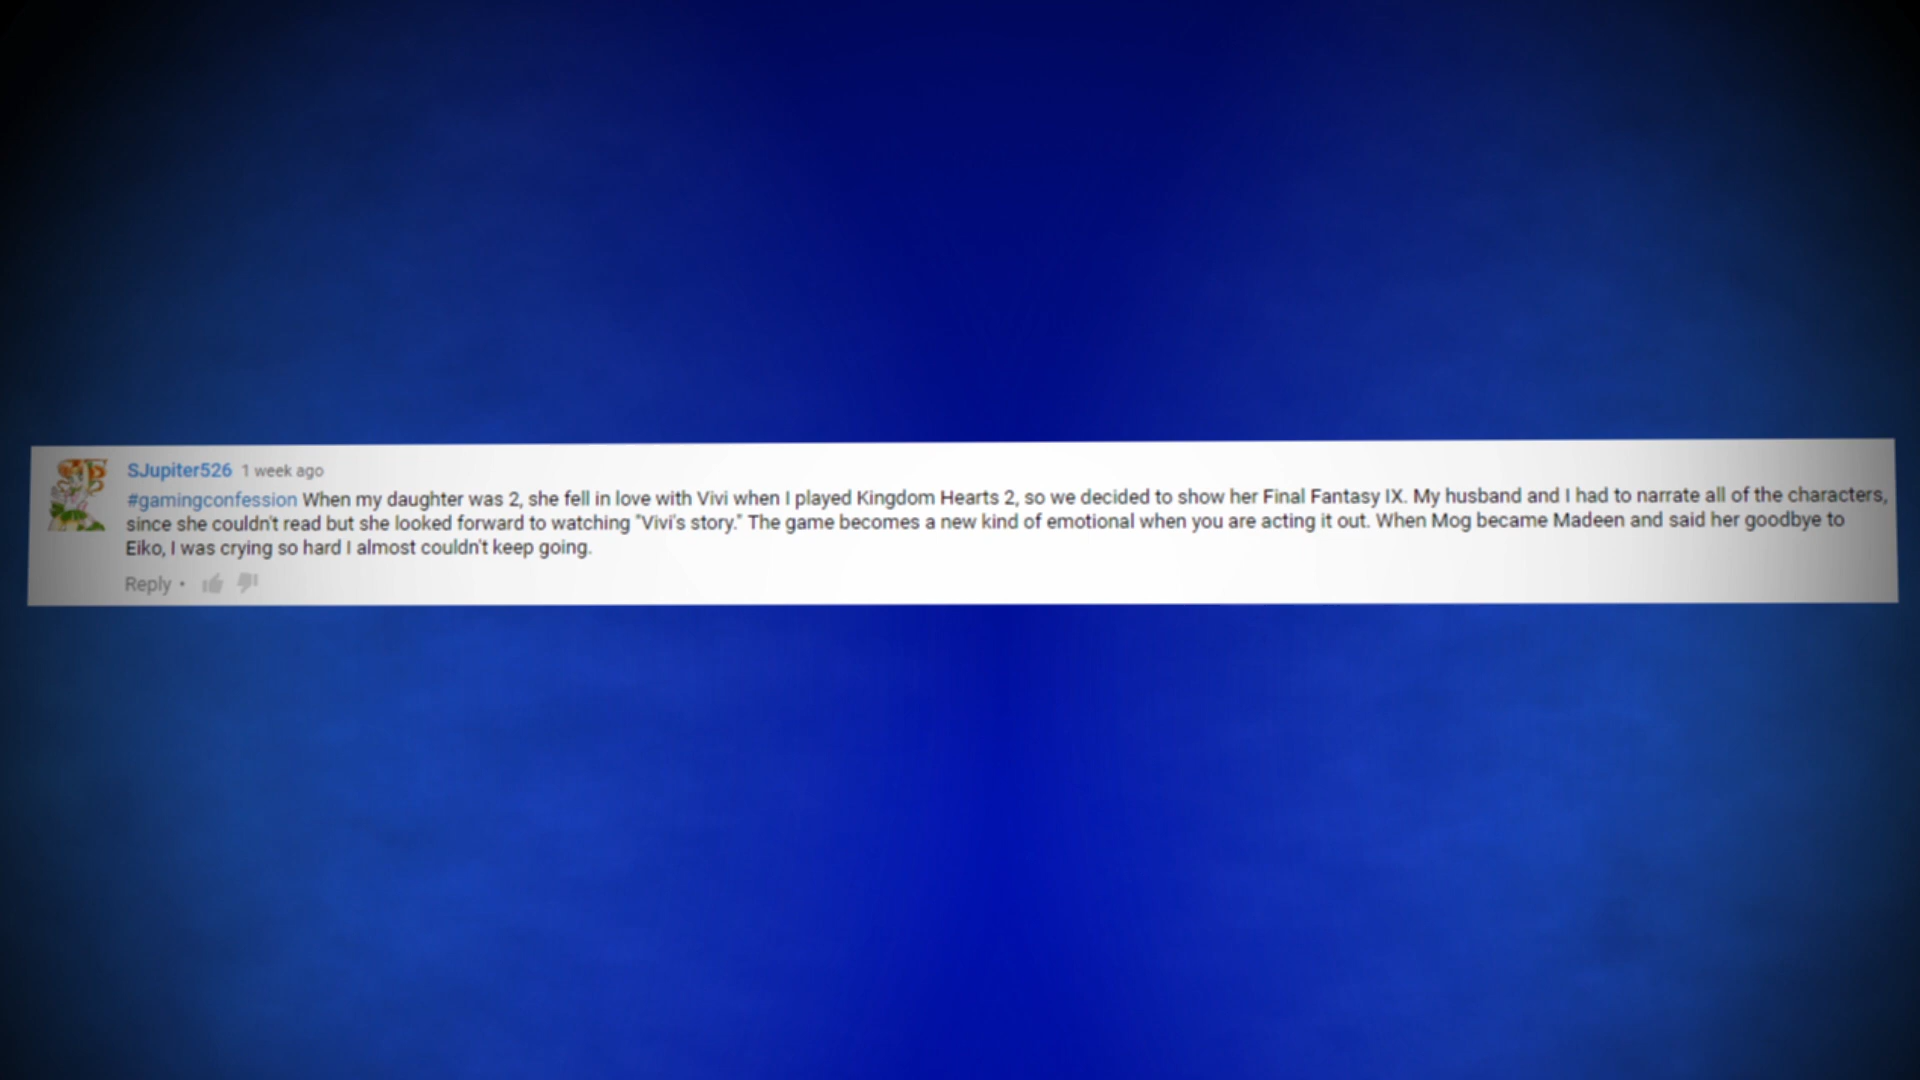 SJupiter526 1 week ago
#gamingconfession When my daughter was 2, she fell in love with Vivi when I played Kingdom Hearts 2, so we decided to show her Final Fantasy IX. My husband and I had to narrate all of the characters,
since she couldn't read but she looked forward to watching "Vivi's story." The game becomes a new kind of emotional when you are acting it out. When Mog became Madeen and said her goodbye to
Eiko, I was crying so hard I almost couldn't keep going.
Reply •